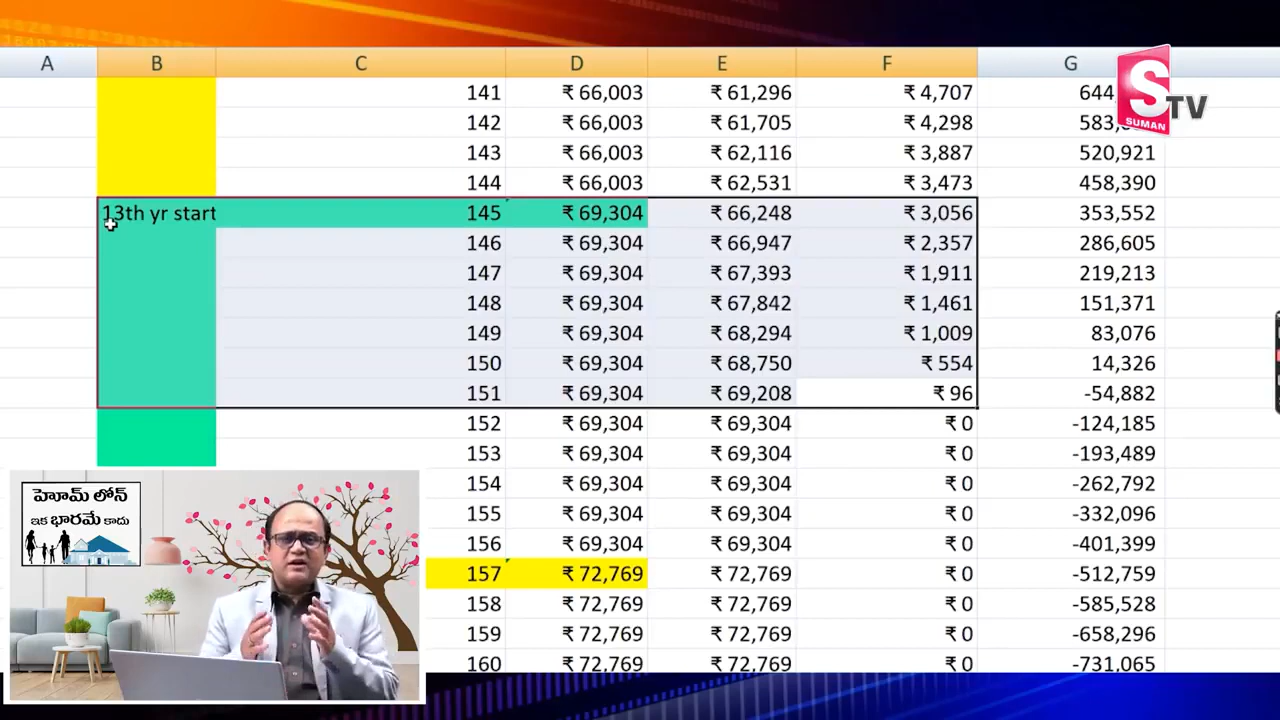 A B C D E F G
141 ₹ 66,003 ₹ 61,296 ₹ 4,707 644,
142 ₹ 66,003 ₹ 61,705 ₹ 4,298 583,
143 ₹ 66,003 ₹ 62,116 ₹ 3,887 520,921
144 ₹ 66,003 ₹ 62,531 ₹ 3,473 458,390
13th yr start 145 ₹ 69,304 ₹ 66,248 ₹ 3,056 353,552
146 ₹ 69,304 ₹ 66,947 ₹ 2,357 286,605
147 ₹ 69,304 ₹ 67,393 ₹ 1,911 219,213
148 ₹ 69,304 ₹ 67,842 ₹ 1,461 151,371
149 ₹ 69,304 ₹ 68,294 ₹ 1,009 83,076
150 ₹ 69,304 ₹ 68,750 ₹ 554 14,326
151 ₹ 69,304 ₹ 69,208 ₹ 96 -54,882
152 ₹ 69,304 ₹ 69,304 ₹ 0 -124,185
153 ₹ 69,304 ₹ 69,304 ₹ 0 -193,489
154 ₹ 69,304 ₹ 69,304 ₹ 0 -262,792
155 ₹ 69,304 ₹ 69,304 ₹ 0 -332,096
156 ₹ 69,304 ₹ 69,304 ₹ 0 -401,399
157 ₹ 72,769 ₹ 72,769 ₹ 0 -512,759
158 ₹ 72,769 ₹ 72,769 ₹ 0 -585,528
159 ₹ 72,769 ₹ 72,769 ₹ 0 -658,296
160 ₹ 72,769 ₹ 72,769 ₹ 0 -731,065
S TV
SUMAN
హెూమ్ లోన్
ఇక భారమే కాదు